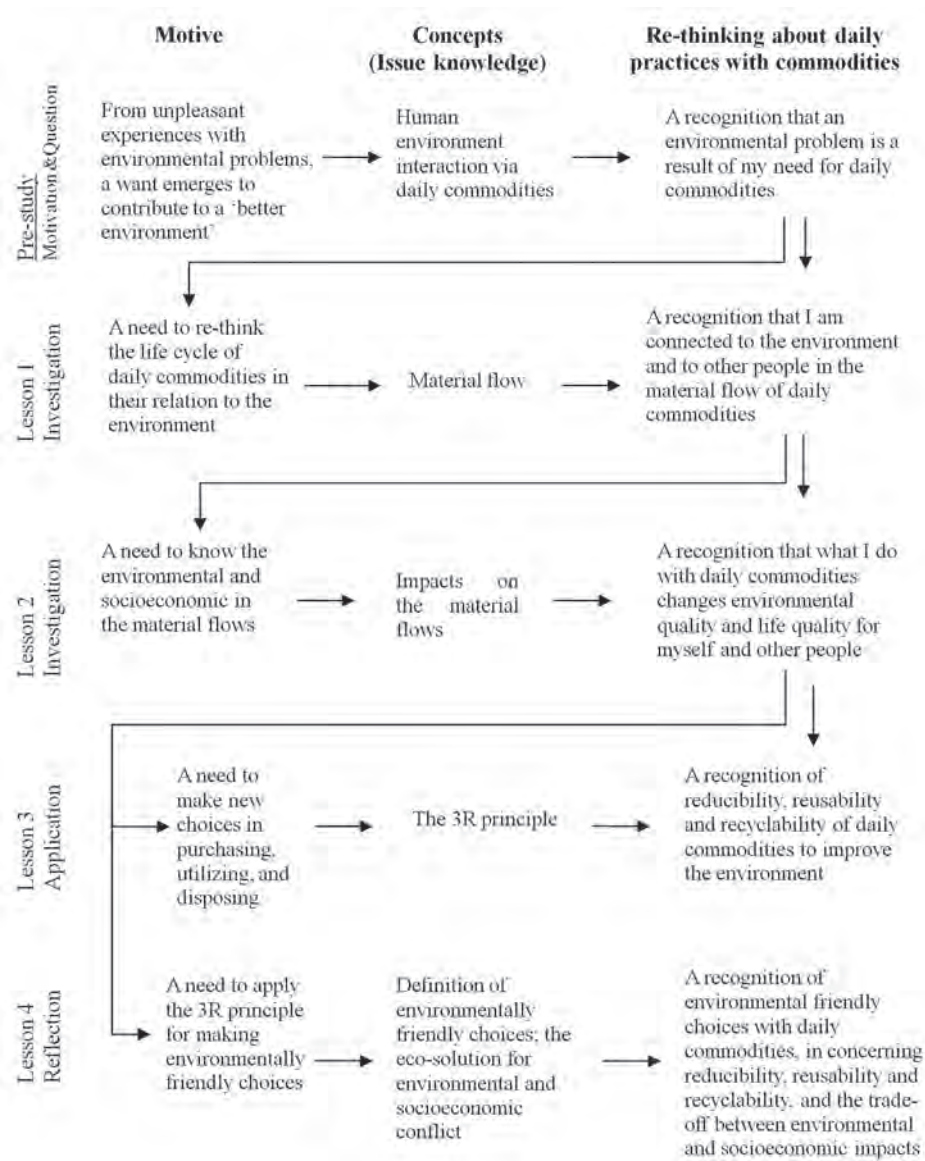 Motive
Concepts
(Issue knowledge)
Re-thinking about daily
practices with commodities
Pre-study
Motivation &Question
From unpleasant
experiences with
environmental problems,
a want emerges to
contribute to a ‘better
environment’
Human
environment
interaction via
daily commodities
A recognition that an
environmental problem is a
result of my need for daily
commodities
Lesson 1
Investigation
A need to re-think
the life cycle of
daily commodities in
their relation to the
environment
Material flow
A recognition that I am
connected to the environment
and to other people in the
material flow of daily
commodities
Lesson 2
Investigation
A need to know the
environmental and
socioeconomic in
the material flows
Impacts on
the material
flows
A recognition that what I do
with daily commodities
changes environmental
quality and life quality for
myself and other people
Lesson 3
Application
A need to
make new
choices in
purchasing,
utilizing, and
disposing
The 3R principle
A recognition of
reducibility, reusability
and recyclability of daily
commodities to improve
the environment
Lesson 4
Reflection
A need to apply
the 3R principle
for making
environmentally
friendly choices
Definition of
environmentally
friendly choices; the
eco-solution for
environmental and
socioeconomic
conflict
A recognition of
environmental friendly
choices with daily
commodities, in concerning
reducibility, reusability and
recyclability, and the trade-
off between environmental
and socioeconomic impacts